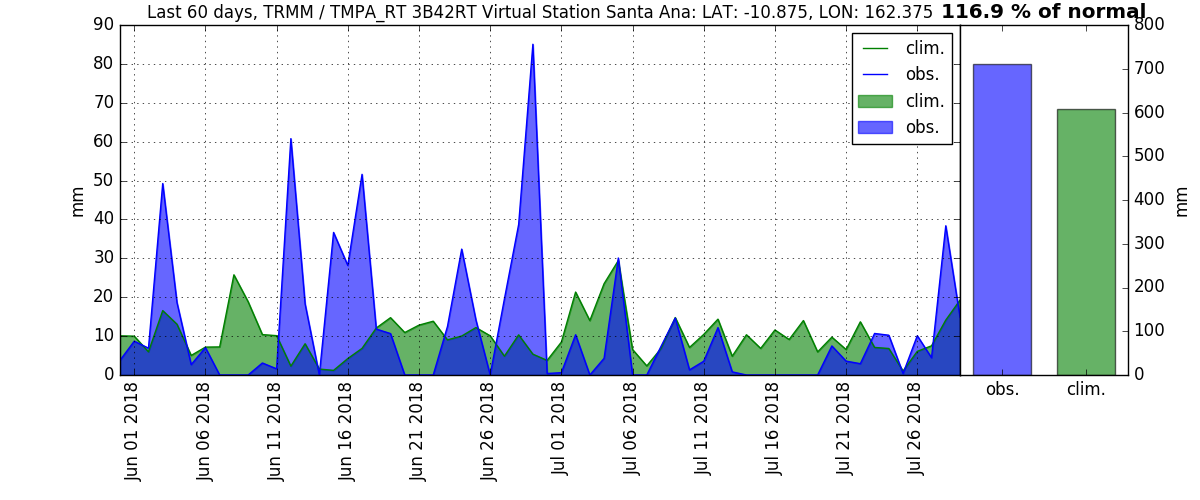 Last 60 days, TRMM / TMPA_RT 3B42RT Virtual Station Santa Ana: LAT: -10.875, LON: 162.375 116.9 % of normal
90
80
70
60
50
40
30
20
10
0
mm
clim.
obs.
clim.
obs.
Jun 01 2018
Jun 06 2018
Jun 11 2018
Jun 16 2018
Jun 21 2018
Jun 26 2018
Jul 01 2018
Jul 06 2018
Jul 11 2018
Jul 16 2018
Jul 21 2018
Jul 26 2018
800
700
600
500
400
300
200
100
0
mm
obs.
clim.